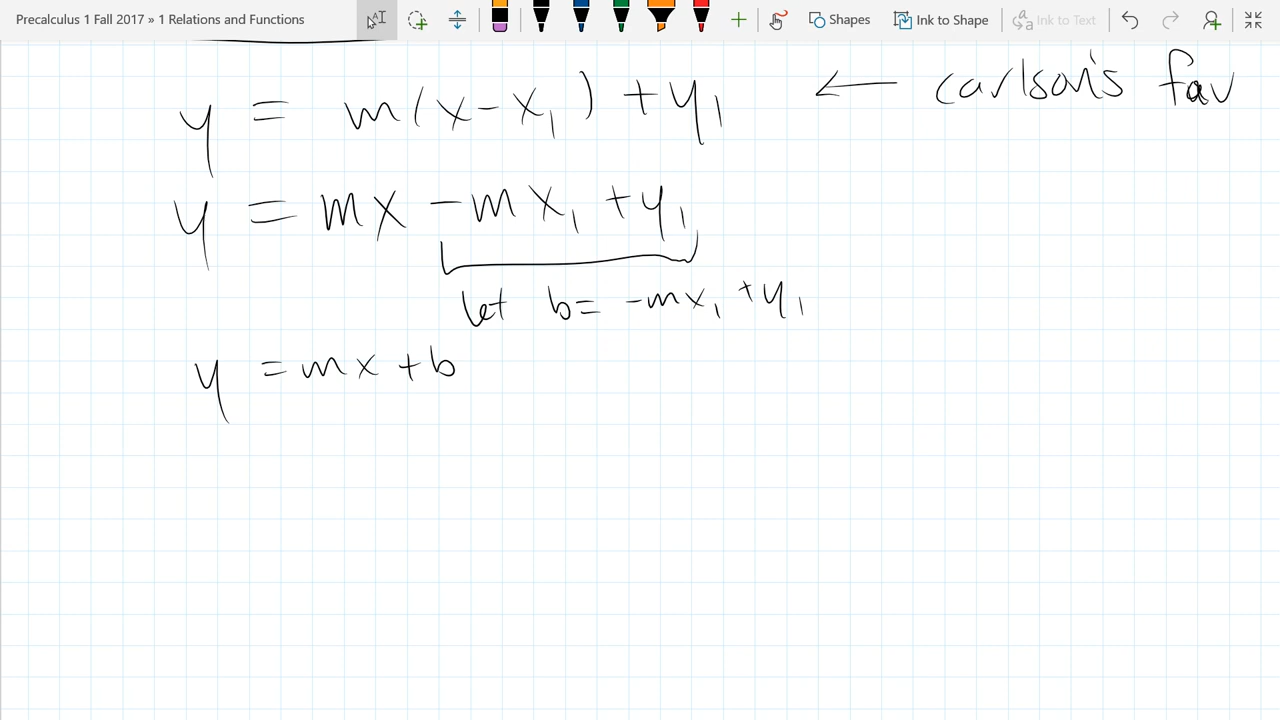 Precalculus 1 Fall 2017 » 1 Relations and Functions Shapes Ink to Shape Ink to Text
y = m(x - x₁) + y₁ ← carlson's fav
y = mx - mx₁ + y₁
let b = -mx₁ + y₁
y = mx + b